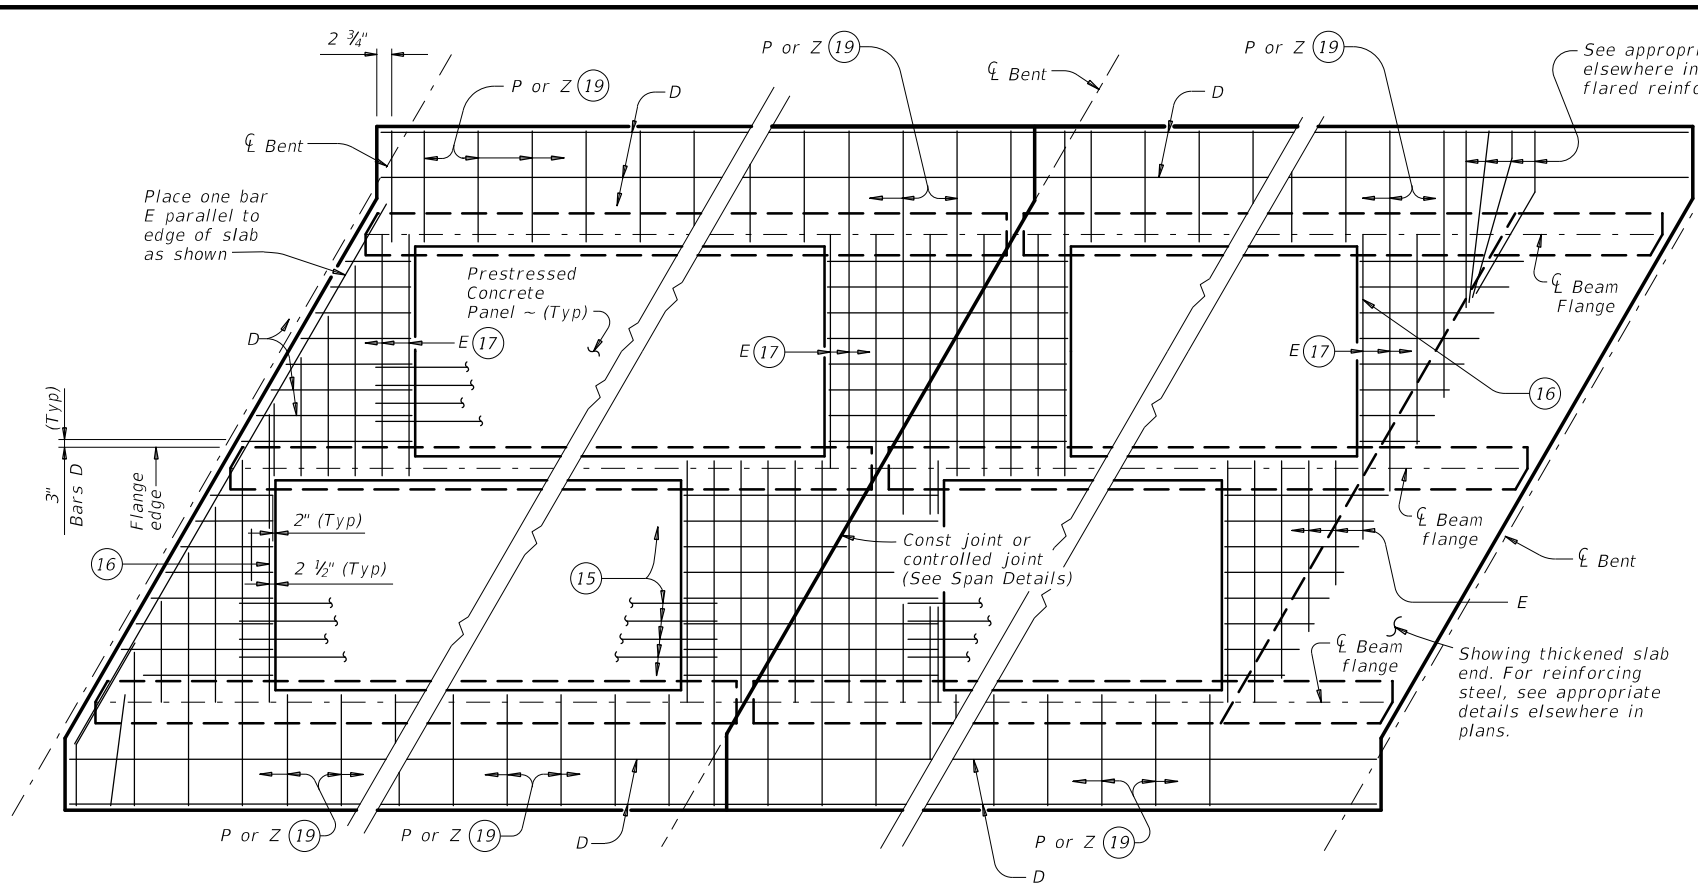 2 ¾"
P or Z 19
P or Z 19
See appropri
elsewhere in
flared reinfo
℄ Bent
P or Z 19
D
D
℄ Bent
Place one bar
E parallel to
edge of slab
as shown
Prestressed
Concrete
Panel ~ (Typ)
℄ Beam
Flange
D
E 17
E 17
E 17
16
(Typ)
3"
Bars D
Flange
edge
2" (Typ)
℄ Beam
flange
Const joint or
controlled joint
(See Span Details)
℄ Bent
16
2 ½" (Typ)
15
E
℄ Beam
flange
Showing thickened slab
end. For reinforcing
steel, see appropriate
details elsewhere in
plans.
P or Z 19
P or Z 19
D
P or Z 19
D